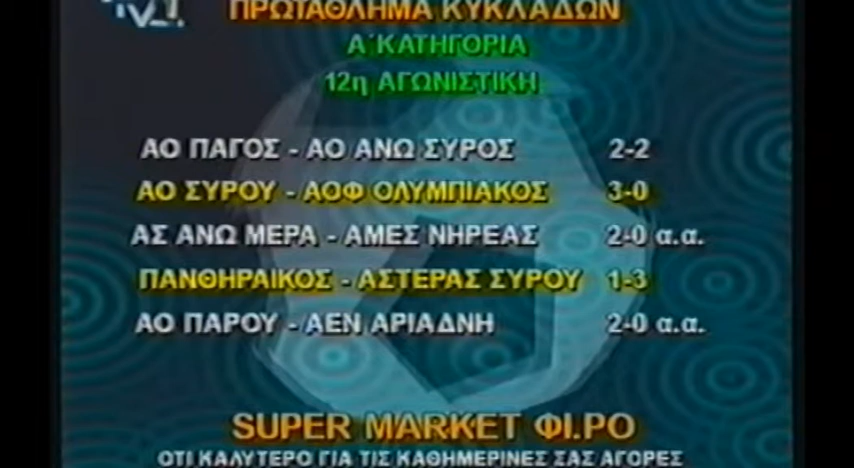 TV1
ΠΡΩΤΑΘΛΗΜΑ ΚΥΚΛΑΔΩΝ
Α΄ΚΑΤΗΓΟΡΙΑ
12η ΑΓΩΝΙΣΤΙΚΗ
ΑΟ ΠΑΓΟΣ - ΑΟ ΑΝΩ ΣΥΡΟΣ 2-2
ΑΟ ΣΥΡΟΥ - ΑΟΦ ΟΛΥΜΠΙΑΚΟΣ 3-0
ΑΣ ΑΝΩ ΜΕΡΑ - ΑΜΕΣ ΝΗΡΕΑΣ 2-0 α.α.
ΠΑΝΘΗΡΑΙΚΟΣ - ΑΣΤΕΡΑΣ ΣΥΡΟΥ 1-3
ΑΟ ΠΑΡΟΥ - ΑΕΝ ΑΡΙΑΔΝΗ 2-0 α.α.
SUPER MARKET ΦΙ.ΡΟ
ΟΤΙ ΚΑΛΥΤΕΡΟ ΓΙΑ ΤΙΣ ΚΑΘΗΜΕΡΙΝΕΣ ΣΑΣ ΑΓΟΡΕΣ